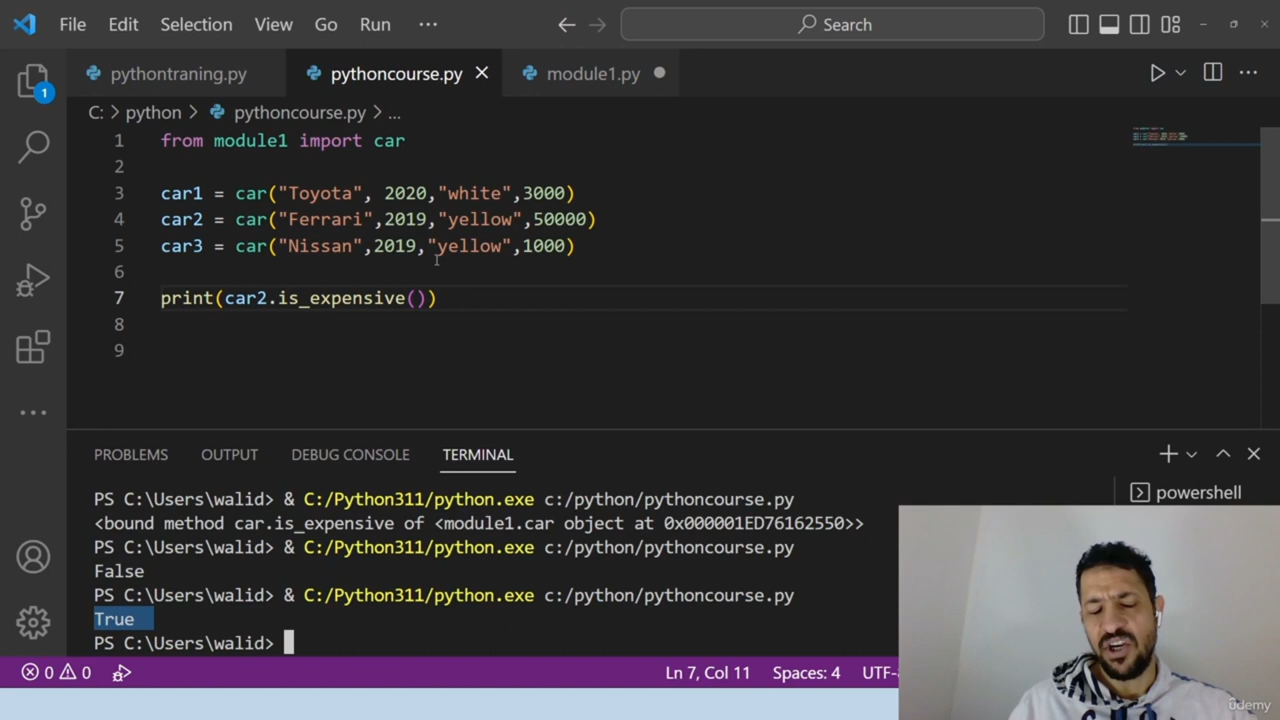 File Edit Selection View Go Run ··· Search
pythontraning.py pythoncourse.py module1.py
1
C: > python > pythoncourse.py > ...
1 from module1 import car
2
3 car1 = car("Toyota", 2020,"white",3000)
4 car2 = car("Ferrari",2019,"yellow",50000)
5 car3 = car("Nissan",2019,"yellow",1000)
6
7 print(car2.is_expensive())
8
9
PROBLEMS OUTPUT DEBUG CONSOLE TERMINAL
powershell
PS C:\Users\walid> & C:/Python311/python.exe c:/python/pythoncourse.py
<bound method car.is_expensive of <module1.car object at 0x000001ED76162550>>
PS C:\Users\walid> & C:/Python311/python.exe c:/python/pythoncourse.py
False
PS C:\Users\walid> & C:/Python311/python.exe c:/python/pythoncourse.py
True
PS C:\Users\walid>
0 0 Ln 7, Col 11 Spaces: 4 UTF-
ûdemy